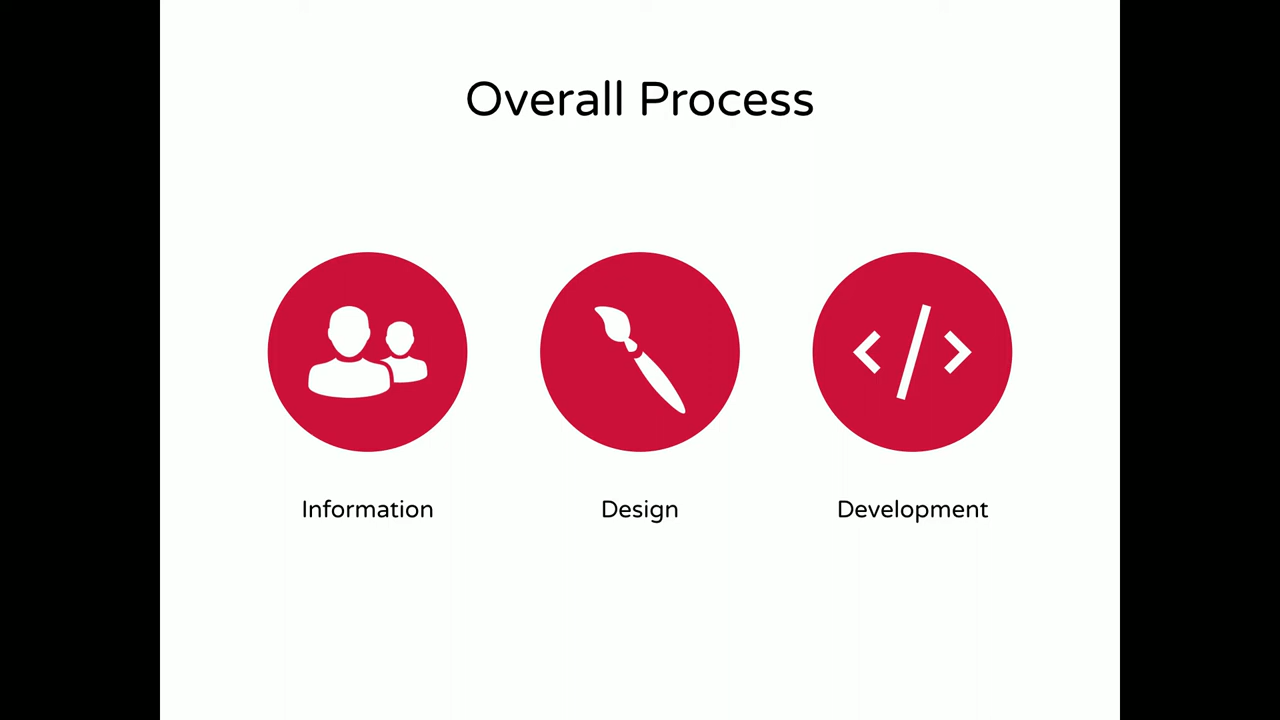 Overall Process
Information
Design
Development